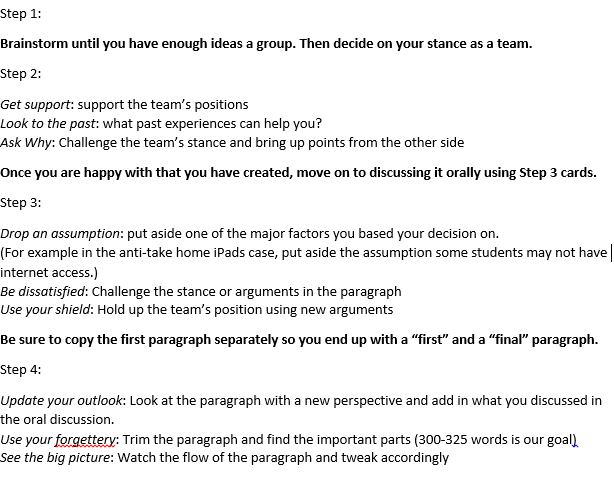 Step 1:
Brainstorm until you have enough ideas a group. Then decide on your stance as a team.
Step 2:
Get support: support the team's positions
Look to the past: what past experiences can help you?
Ask Why: Challenge the team's stance and bring up points from the other side
Once you are happy with that you have created, move on to discussing it orally using Step 3 cards.
Step 3:
Drop an assumption: put aside one of the major factors you based your decision on.
(For example in the anti-take home iPads case, put aside the assumption some students may not have
internet access.)
Be dissatisfied: Challenge the stance or arguments in the paragraph
Use your shield: Hold up the team's position using new arguments
Be sure to copy the first paragraph separately so you end up with a “first” and a “final” paragraph.
Step 4:
Update your outlook: Look at the paragraph with a new perspective and add in what you discussed in
the oral discussion.
Use your forgettery: Trim the paragraph and find the important parts (300-325 words is our goal)
See the big picture: Watch the flow of the paragraph and tweak accordingly